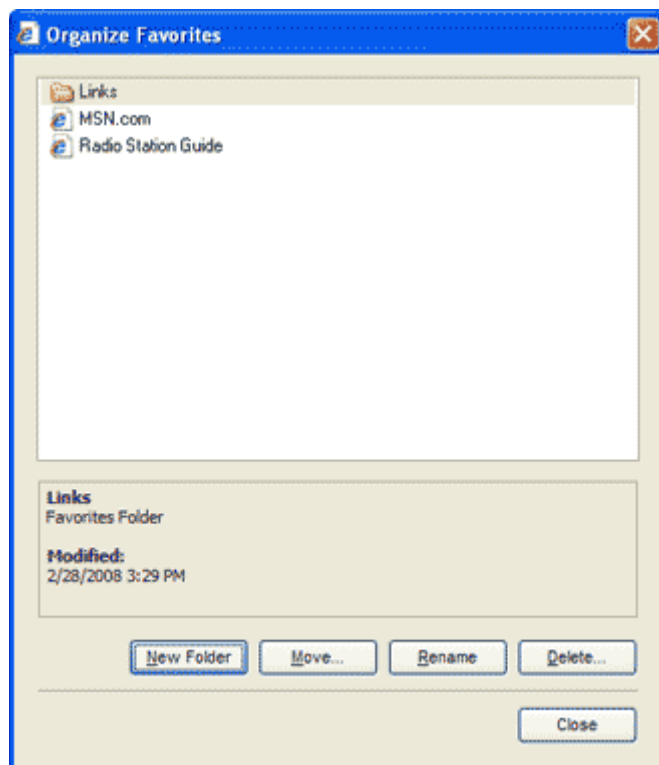 Organize Favorites
Links
MSN.com
Radio Station Guide
Links
Favorites Folder
Modified:
2/28/2008 3:29 PM
New Folder Move... Rename Delete...
Close